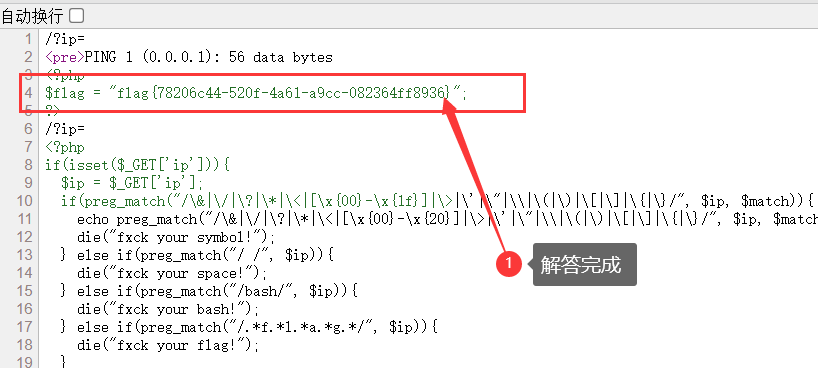 自动换行
1 /?ip=
2 <pre>PING 1 (0.0.0.1): 56 data bytes
3 <?php
4 $flag = "flag{78206c44-520f-4a61-a9cc-082364ff8936}";
5 ?>
6 /?ip=
7 <?php
8 if(isset($_GET['ip'])){
9 $ip = $_GET['ip'];
10 if(preg_match("/\&|\/|\?|\*|\<|[\x{00}-\x{1f}]|\>|\'|\"|\\|\(|\)|\[|\]|\{|\}/", $ip, $match)){
11 echo preg_match("/\&|\/|\?|\*|\<|[\x{00}-\x{20}]|\>|\'|\"|\\|\(|\)|\[|\]|\{|\}/", $ip, $match
12 die("fxck your symbol!");
13 } else if(preg_match("/ /", $ip)){
14 die("fxck your space!");
15 } else if(preg_match("/bash/", $ip)){
16 die("fxck your bash!");
17 } else if(preg_match("/.*f.*l.*a.*g.*/", $ip)){
18 die("fxck your flag!");
19 }
1 解答完成